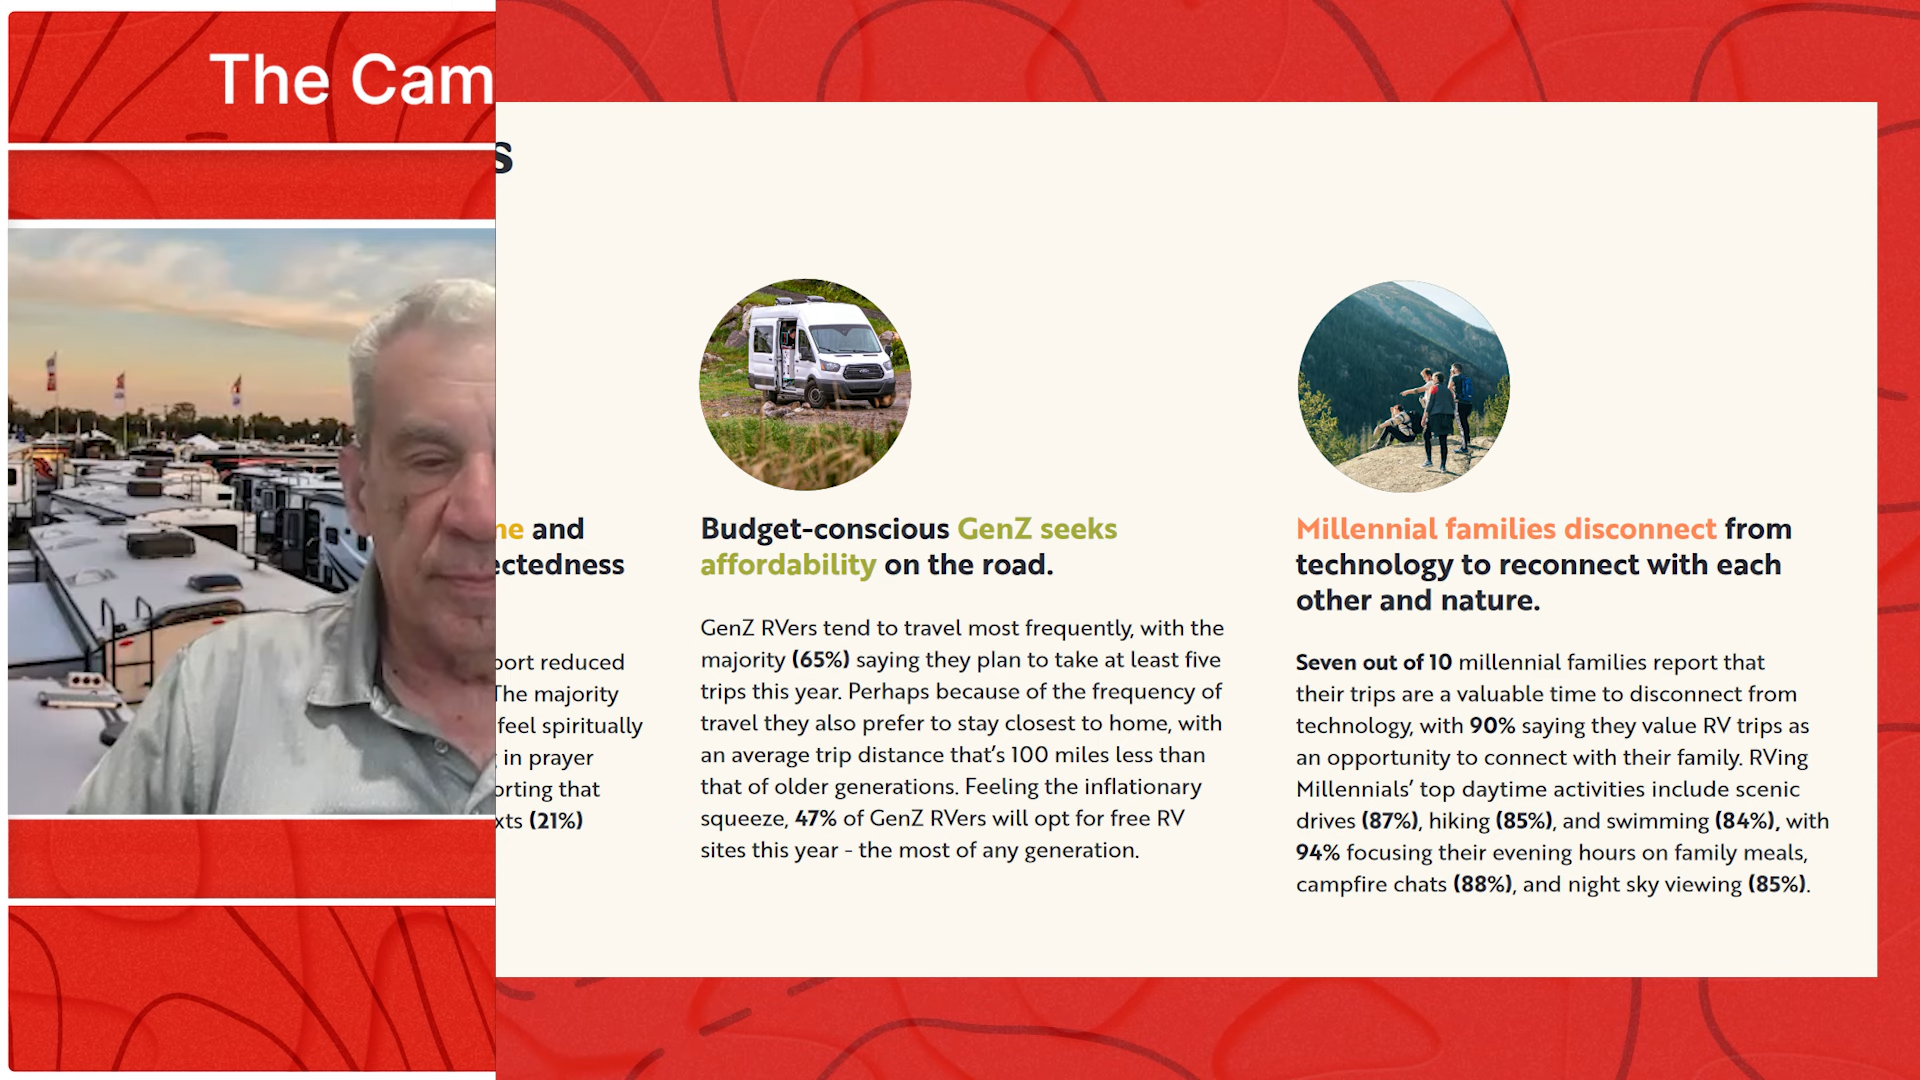 The Cam
s
and
port reduced
The majority
feel spiritually
in prayer
that
(21%)
Budget-conscious GenZ seeks
affordability on the road.
GenZ RVers tend to travel most frequently, with the
majority (65%) saying they plan to take at least five
trips this year. Perhaps because of the frequency of
travel they also prefer to stay closest to home, with
an average trip distance that’s 100 miles less than
that of older generations. Feeling the inflationary
squeeze, 47% of GenZ RVers will opt for free RV
sites this year - the most of any generation.
Millennial families disconnect from
technology to reconnect with each
other and nature.
Seven out of 10 millennial families report that
their trips are a valuable time to disconnect from
technology, with 90% saying they value RV trips as
an opportunity to connect with their family. RVing
Millennials’ top daytime activities include scenic
drives (87%), hiking (85%), and swimming (84%), with
94% focusing their evening hours on family meals,
campfire chats (88%), and night sky viewing (85%).